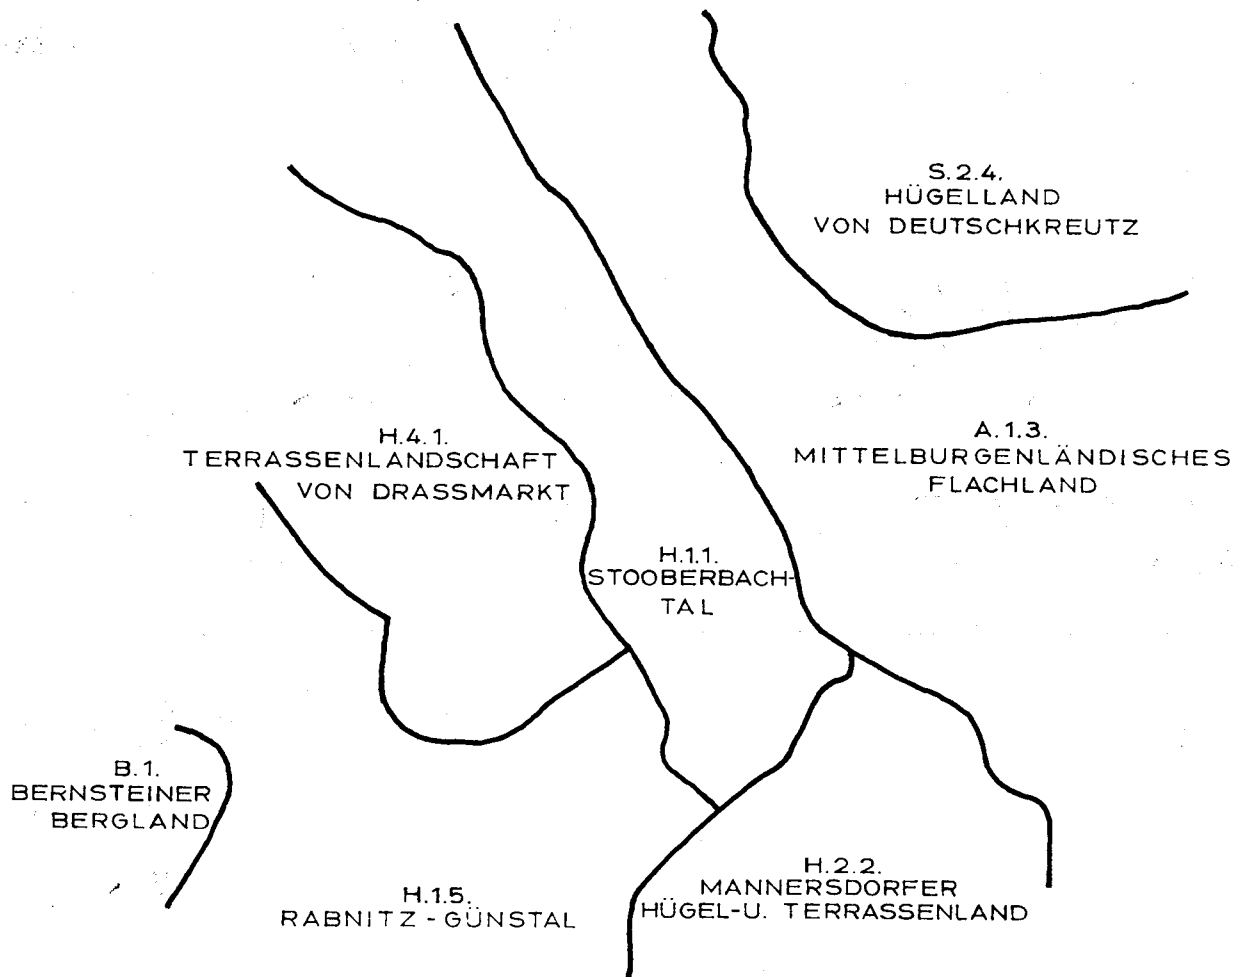 S.2.4.
HÜGELLAND
VON DEUTSCHKREUTZ
H.4.1.
TERRASSENLANDSCHAFT
VON DRASSMARKT
A.1.3.
MITTELBURGENLÄNDISCHES
FLACHLAND
H.1.1.
STOOBERBACH-
TAL
B.1.
BERNSTEINER
BERGLAND
H.1.5.
RABNITZ-GÜNSTAL
H.2.2.
MANNERSDORFER
HÜGEL-U. TERRASSENLAND